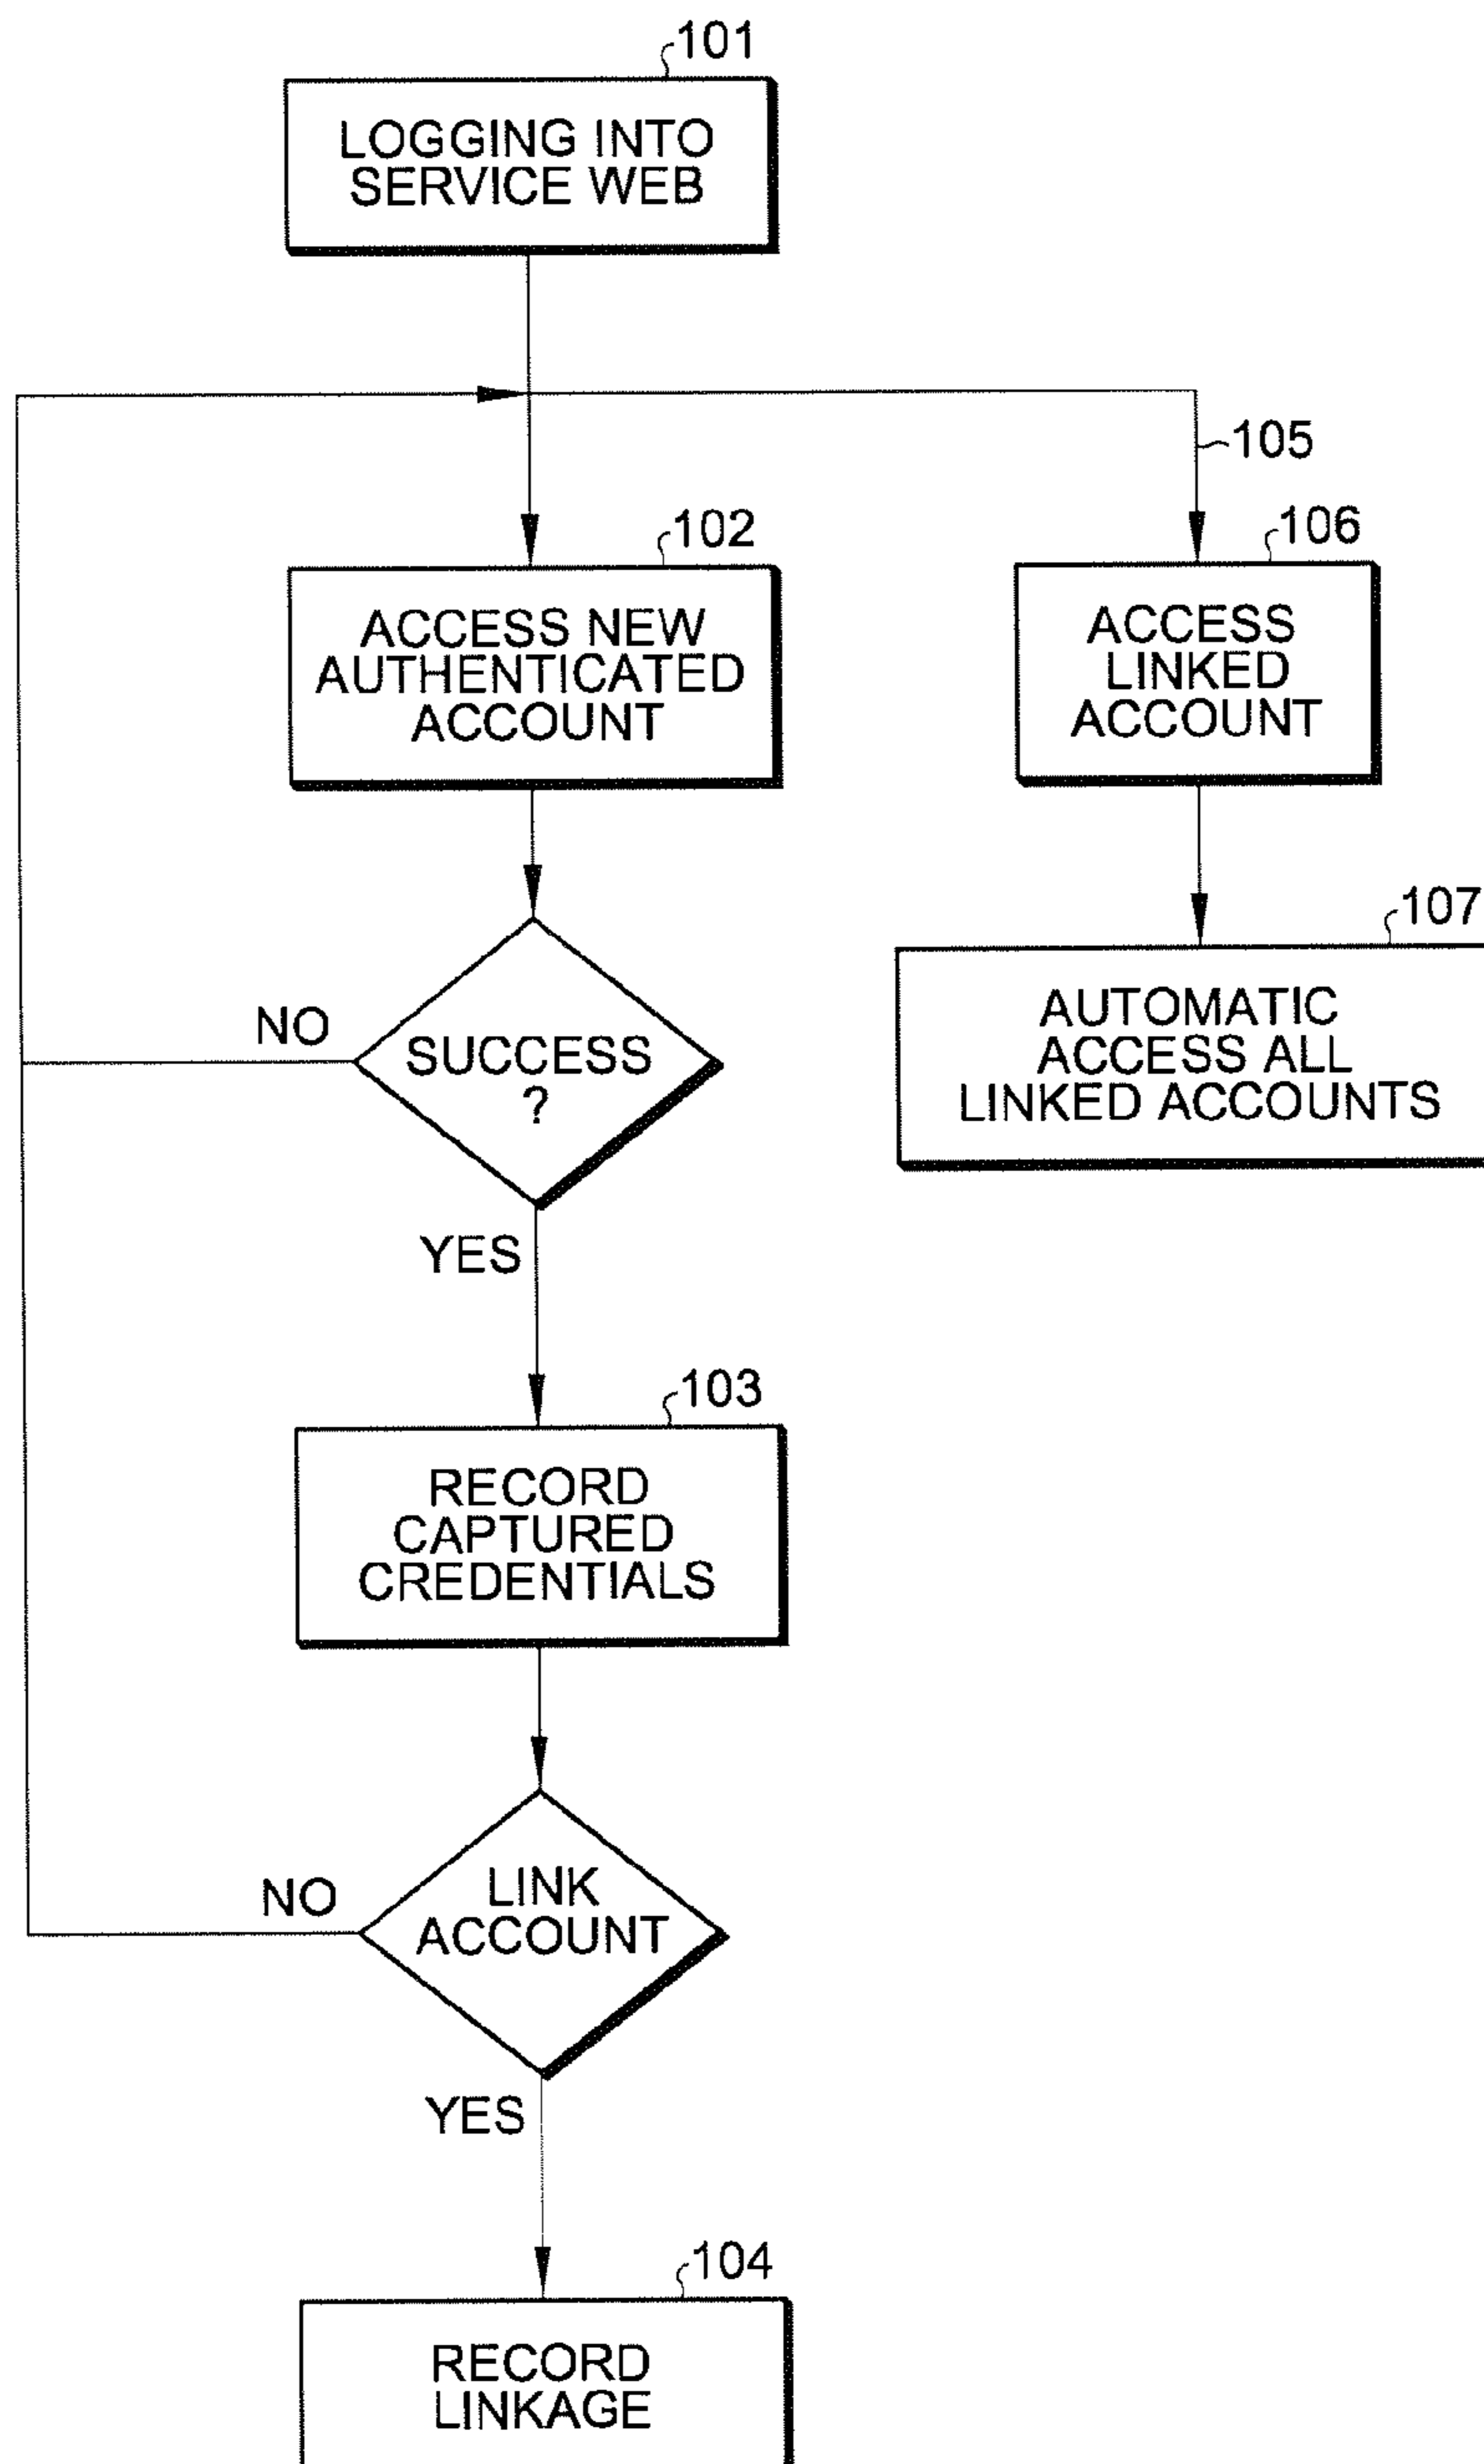 101
LOGGING INTO
SERVICE WEB
105
102
ACCESS NEW
AUTHENTICATED
ACCOUNT
106
ACCESS
LINKED
ACCOUNT
107
AUTOMATIC
ACCESS ALL
LINKED ACCOUNTS
NO
SUCCESS
?
YES
103
RECORD
CAPTURED
CREDENTIALS
NO
LINK
ACCOUNT
YES
104
RECORD
LINKAGE